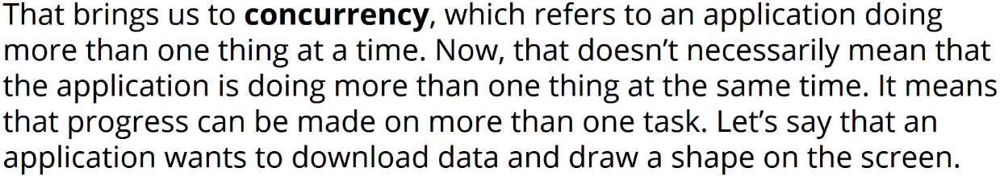 That brings us to concurrency, which refers to an application doing
more than one thing at a time. Now, that doesn’t necessarily mean that
the application is doing more than one thing at the same time. It means
that progress can be made on more than one task. Let’s say that an
application wants to download data and draw a shape on the screen.